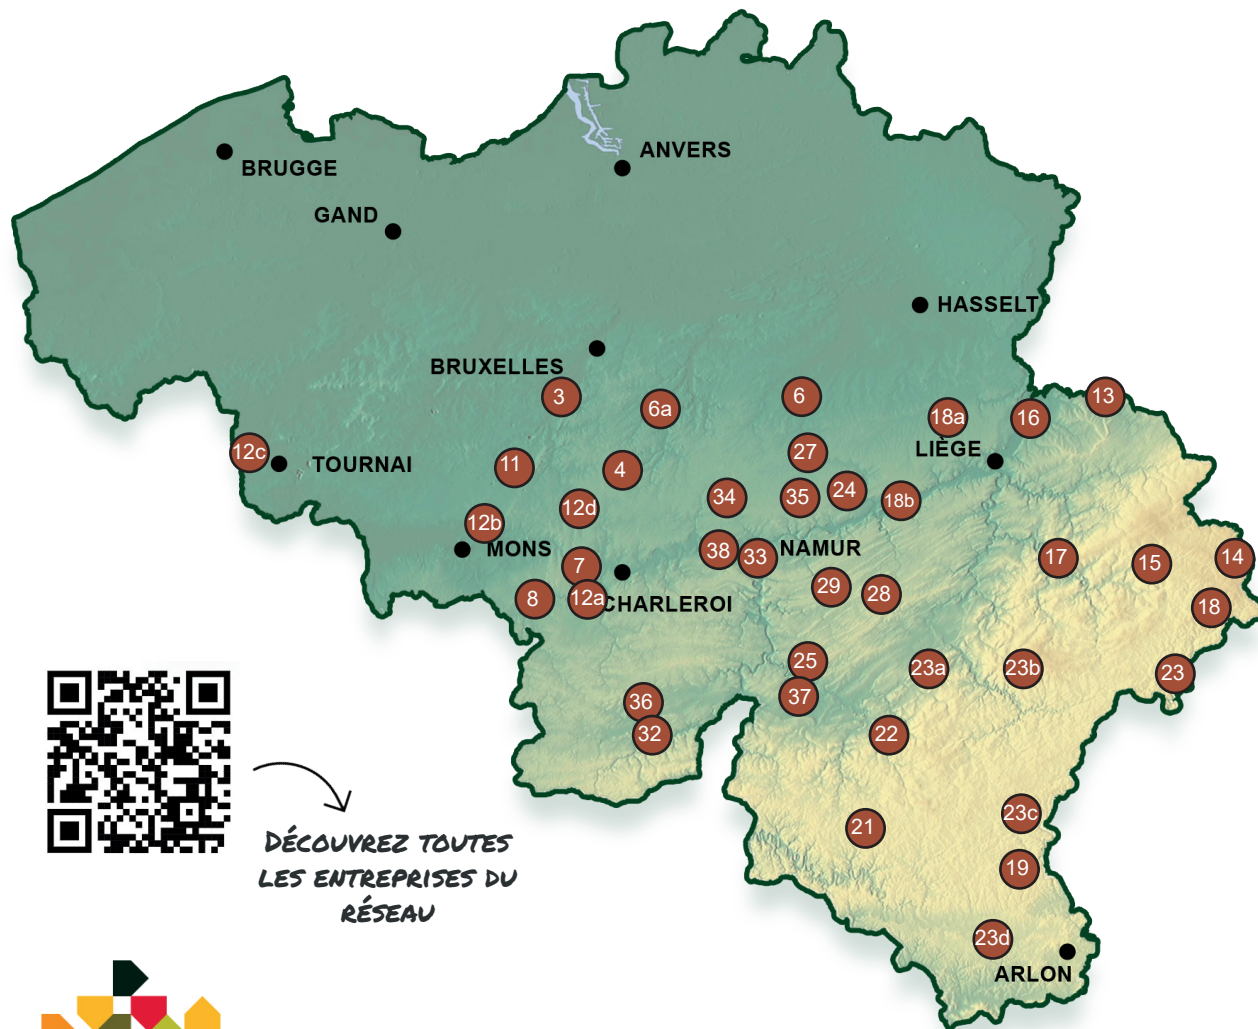 ANVERS
BRUGGE
GAND
HASSELT
BRUXELLES
3
6a
6
18a
16
13
12c
TOURNAI
11
4
27
LIÈGE
12b
12d
34
35
24
18b
MONS
38
33
NAMUR
17
15
14
7
8
12a
CHARLEROI
29
28
18
25
23a
23b
23
36
37
32
22
21
23c
19
23d
ARLON
DÉCOUVREZ TOUTES
LES ENTREPRISES DU
RÉSEAU